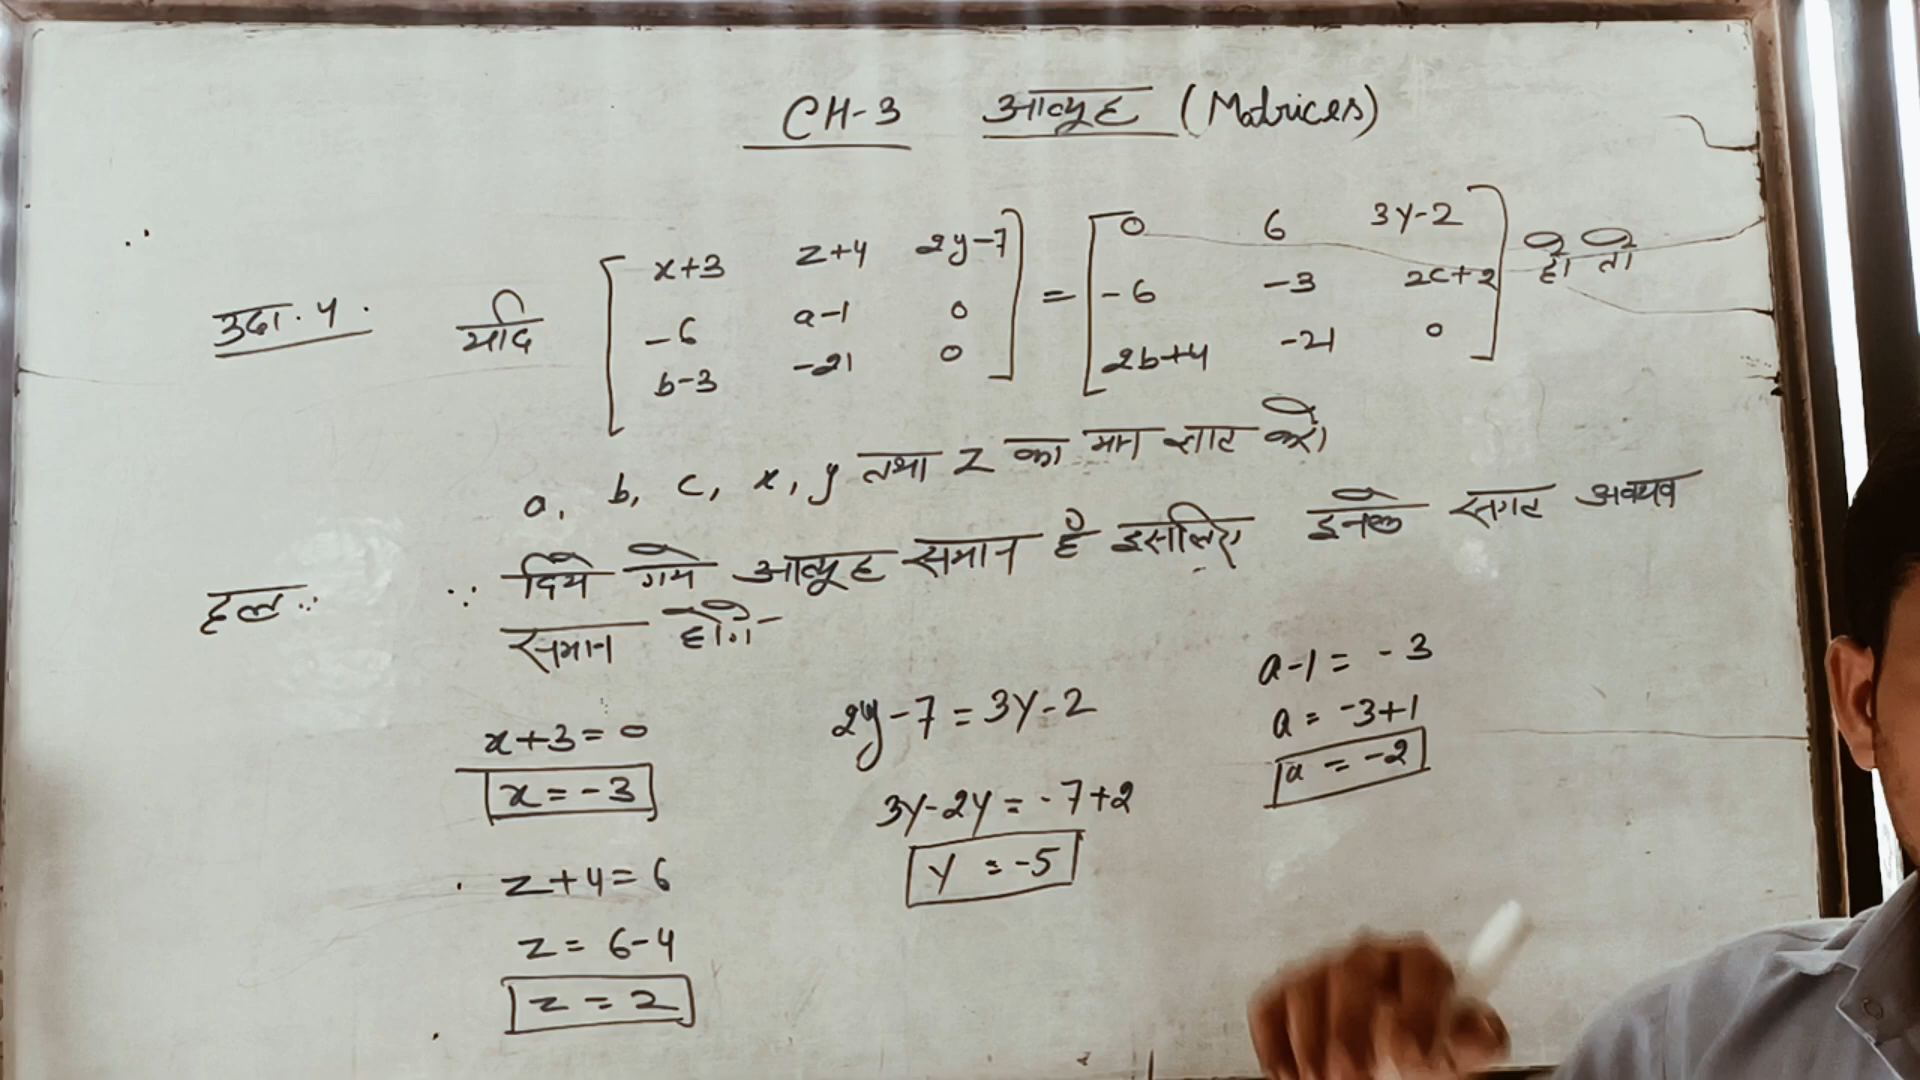 CH-3 आव्यूह (Matrices)
उदा. 4. यदि [ x+3 z+4 2y-7 ] = [ 0 6 3y-2 ] हो तो
-6 a-1 0 -6 -3 2c+2
b-3 -21 0 2b+4 -21 0
a, b, c, x, y तथा z का मान ज्ञात करो।
हल:- ∵ दिये गये आव्यूह समान है इसलिए इनके संगत अवयव
समान होंगे-
x+3=0
x=-3
z+4=6
z=6-4
z=2
2y-7=3y-2
3y-2y=-7+2
y=-5
a-1=-3
a=-3+1
a=-2